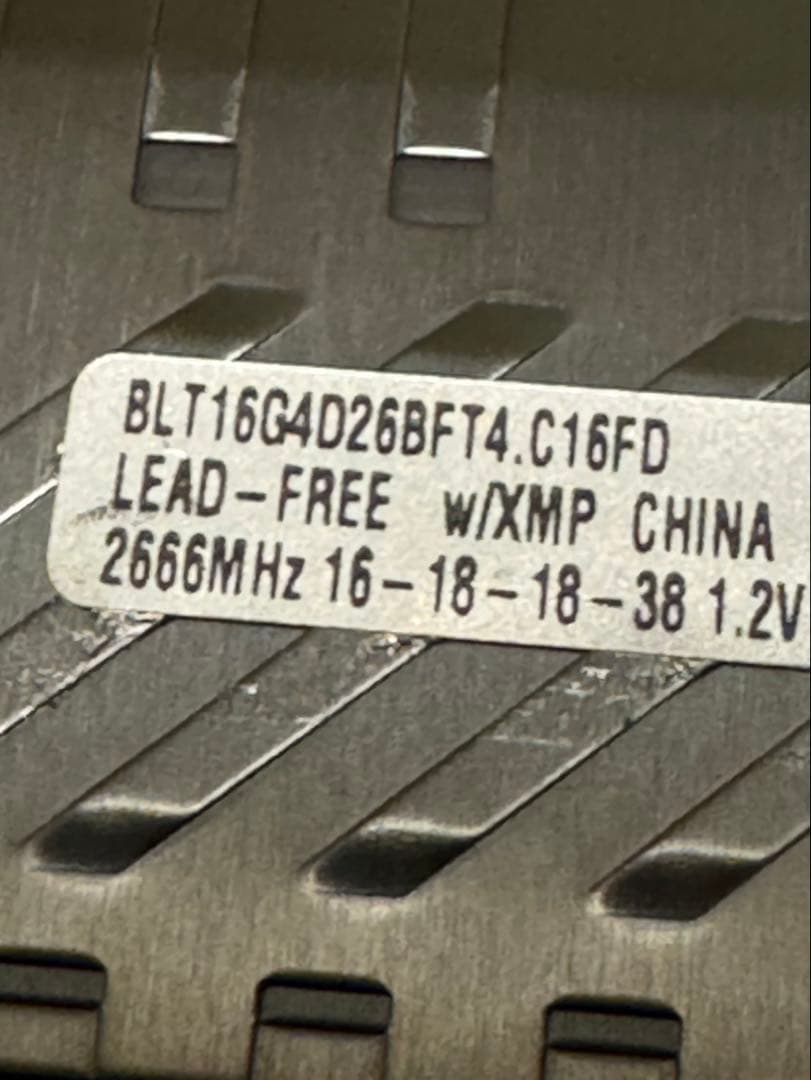 BLT16G4D26BFT4.C16FD
LEAD-FREE w/XMP CHINA
2666MHz 16-18-18-38 1.2V